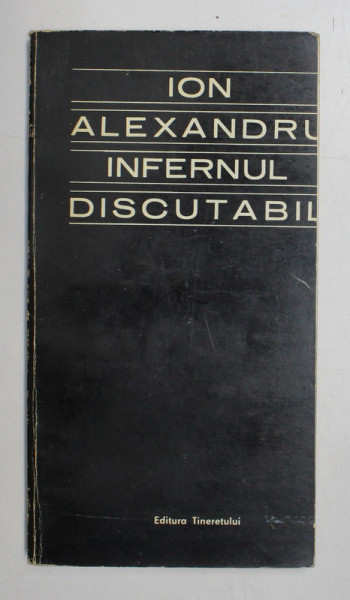 ION
ALEXANDRU
INFERNUL
DISCUTABIL
Editura Tineretului